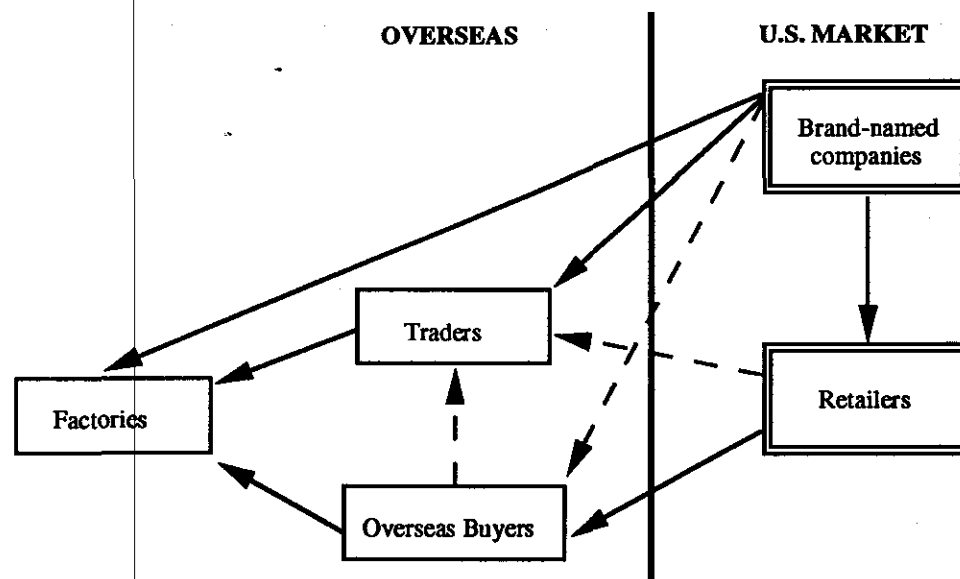 OVERSEAS
U.S. MARKET
Brand-named
companies
Traders
Retailers
Factories
Overseas Buyers